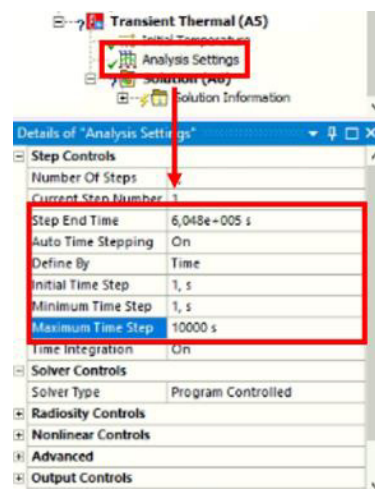 Transient Thermal (A5)
Initial Temperature
Analysis Settings
Solution (A6)
Solution Information
Details of "Analysis Settings"
Step Controls
Number Of Steps
Current Step Number 1
Step End Time 6,048e+005 s
Auto Time Stepping On
Define By Time
Initial Time Step 1, s
Minimum Time Step 1, s
Maximum Time Step 10000 s
Time Integration On
Solver Controls
Solver Type Program Controlled
Radiosity Controls
Nonlinear Controls
Advanced
Output Controls